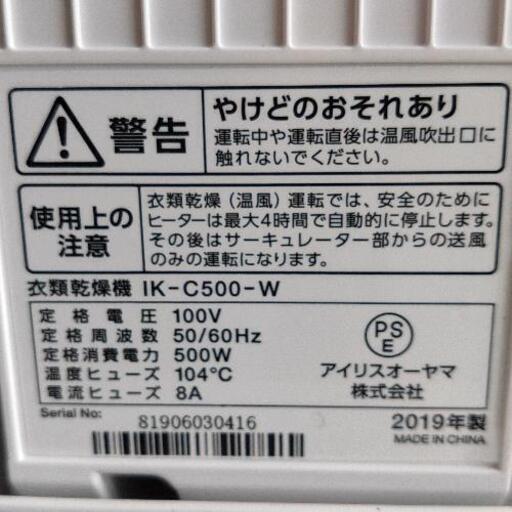 警告
やけどのおそれあり
運転中や運転直後は温風吹出口に
触れないでください。
使用上の
注意
衣類乾燥（温風）運転では、安全のために
ヒーターは最大4時間で自動的に停止します。
その後はサーキュレーター部からの送風
のみの運転になります。
衣類乾燥機 IK-C500-W
定格電圧 100V
定格周波数 50/60Hz
定格消費電力 500W
温度ヒューズ 104℃
電流ヒューズ 8A
PS
E
アイリスオーヤマ
株式会社
Serial No: 81906030416
2019年製
MADE IN CHINA